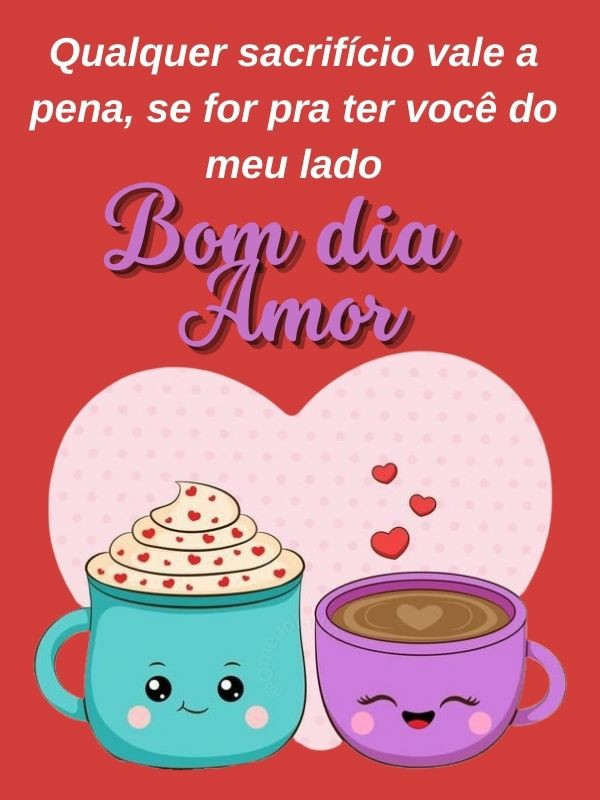 Qualquer sacrifício vale a
pena, se for pra ter você do
meu lado
Bom dia
Amor